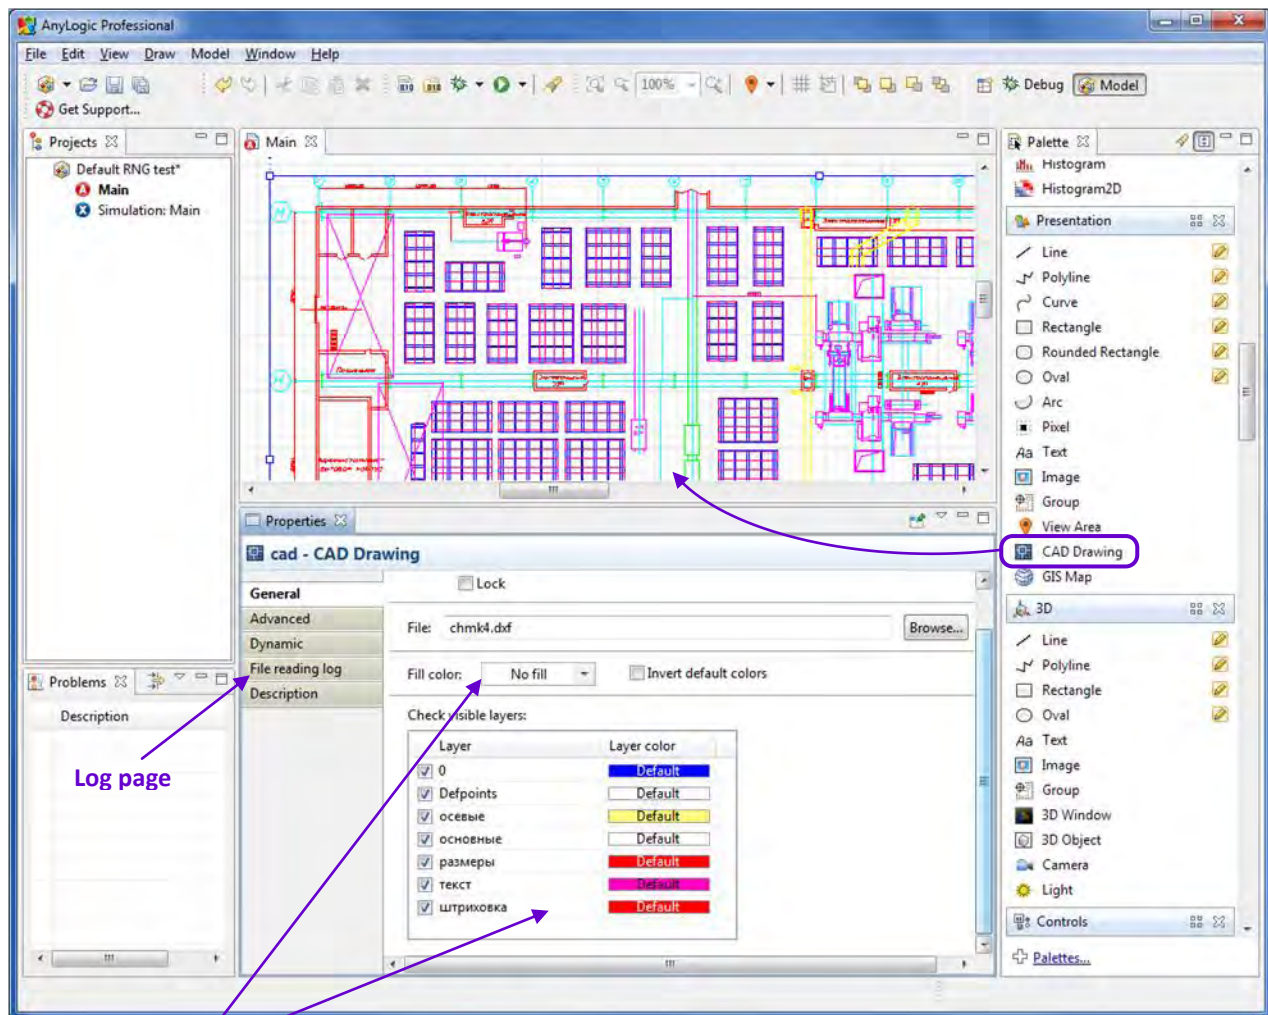 AnyLogic Professional
File Edit View Draw Model Window Help
100% Debug Model
Get Support...
Projects
Default RNG test*
Main
Simulation: Main
Main
Palette
Histogram
Histogram2D
Presentation
Line
Polyline
Curve
Rectangle
Rounded Rectangle
Oval
Arc
Pixel
Aa Text
Image
Group
View Area
CAD Drawing
GIS Map
3D
Line
Polyline
Rectangle
Oval
Aa Text
Image
Group
3D Window
3D Object
Camera
Light
Controls
Palettes...
Properties
cad - CAD Drawing
General
Advanced
Dynamic
File reading log
Description
Lock
File: chmk4.dxf Browse...
Fill color: No fill Invert default colors
Check visible layers:
Layer Layer color
0 Default
Defpoints Default
осевые Default
основные Default
размеры Default
текст Default
штриховка Default
Problems
Description
Log page